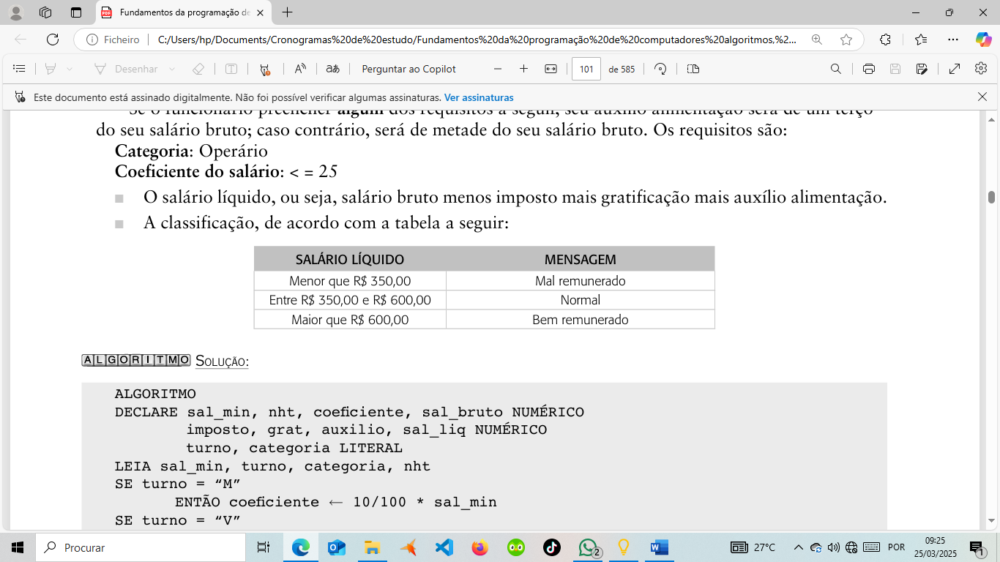 Fundamentos da programação de
Ficheiro
C:/Users/hp/Documents/Cronogramas%20de%20estudo/Fundamentos%20da%20programação%20de%20computadores%20algoritmos,%2...
Desenhar
aあ
Perguntar ao Copilot
101
de 585
Este documento está assinado digitalmente. Não foi possível verificar algumas assinaturas. Ver assinaturas
Se o funcionário preencher algum dos requisitos a seguir, seu auxílio alimentação será de um terço
do seu salário bruto; caso contrário, será de metade do seu salário bruto. Os requisitos são:
Categoria: Operário
Coeficiente do salário: < = 25
■ O salário líquido, ou seja, salário bruto menos imposto mais gratificação mais auxílio alimentação.
■ A classificação, de acordo com a tabela a seguir:
SALÁRIO LÍQUIDO MENSAGEM
Menor que R$ 350,00 Mal remunerado
Entre R$ 350,00 e R$ 600,00 Normal
Maior que R$ 600,00 Bem remunerado
ALGORITMO SOLUÇÃO:
ALGORITMO
DECLARE sal_min, nht, coeficiente, sal_bruto NUMÉRICO
imposto, grat, auxilio, sal_liq NUMÉRICO
turno, categoria LITERAL
LEIA sal_min, turno, categoria, nht
SE turno = “M”
ENTÃO coeficiente ← 10/100 * sal_min
SE turno = “V”
Procurar
2
27°C
POR
09:25
25/03/2025
1